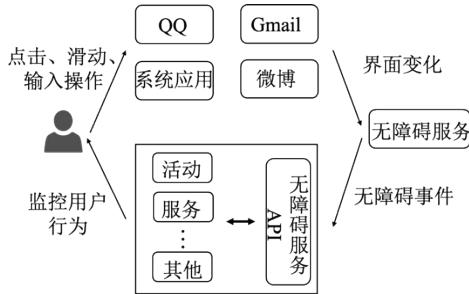 QQ
Gmail
点击、滑动、
输入操作
系统应用
微博
界面变化
无障碍服务
监控用户
行为
活动
服务
⋮
其他
无障碍服务
API
无障碍事件